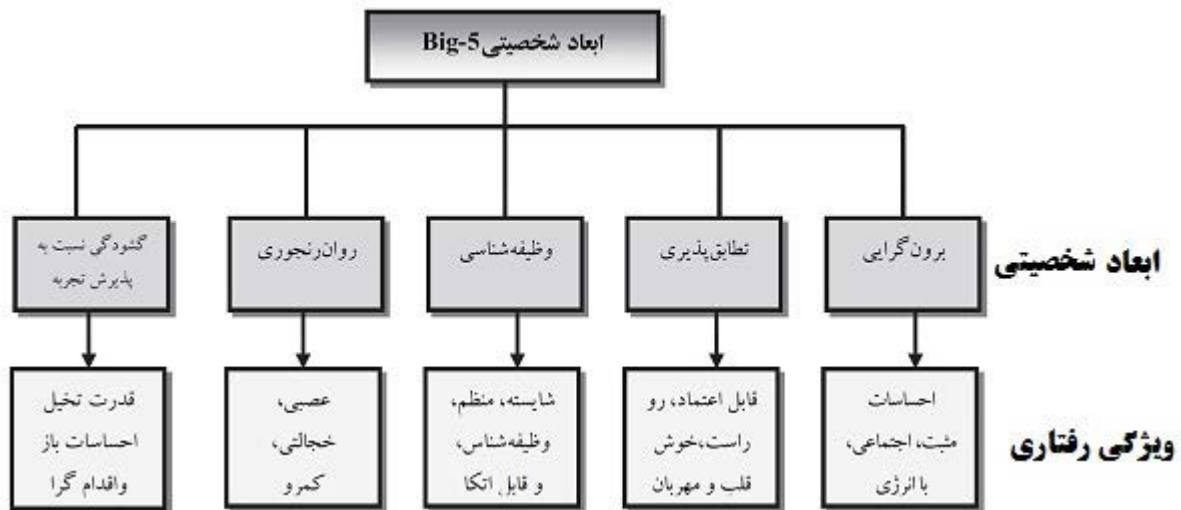 ابعاد شخصیتی Big-5
برون‌گرایی
تطابق‌پذیری
وظیفه‌شناسی
روان‌رنجوری
گشودگی نسبت به
پذیرش تجربه
ابعاد شخصیتی
احساسات
مثبت، اجتماعی،
با انرژی
قابل اعتماد، رو
راست، خوش
قلب و مهربان
شایسته، منظم،
وظیفه‌شناس،
و قابل اتکا
عصبی،
خجالتی،
کمرو
قدرت تخیل
احساسات باز
واقدام گرا
ویژگی رفتاری